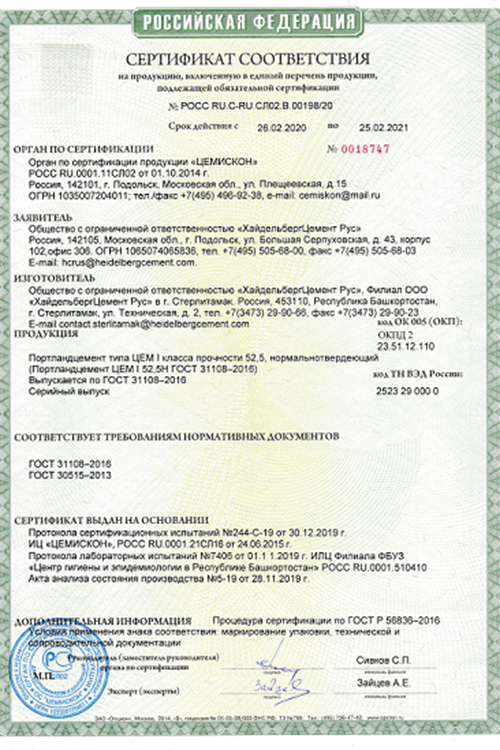 РОССИЙСКАЯ ФЕДЕРАЦИЯ
СЕРТИФИКАТ СООТВЕТСТВИЯ
на продукцию, включенную в единый перечень продукции,
подлежащей обязательной сертификации
№ РОСС RU.С-RU.СЛ02.В.00198/20
Срок действия с 26.02.2020 по 25.02.2021
ОРГАН ПО СЕРТИФИКАЦИИ № 0018747
Орган по сертификации продукции «ЦЕМИСКОН»
РОСС RU.0001.11СЛ02 от 01.10.2014 г.
Россия, 142101, г. Подольск, Московская обл., ул. Плещеевская, д.15
ОГРН 1035007204011; тел./факс +7(495) 496-92-38, e-mail: cemiskon@mail.ru
ЗАЯВИТЕЛЬ
Общество с ограниченной ответственностью «ХайдельбергЦемент Рус»
Россия, 142105, Московская обл., г. Подольск, ул. Большая Серпуховская, д. 43, корпус
102,офис 306. ОГРН 1065074065836, тел. +7(495) 505-68-00, факс +7(495) 505-68-03
E-mail: hcrus@heidelbergcement.com
ИЗГОТОВИТЕЛЬ
Общество с ограниченной ответственностью «ХайдельбергЦемент Рус», Филиал ООО
«ХайдельбергЦемент Рус» в г. Стерлитамак. Россия, 453110, Республика Башкортостан,
г. Стерлитамак, ул. Техническая, д. 2, тел. +7(3473) 29-90-66, факс +7(3473) 29-90-23
E-mail contact.sterlitamak@heidelbergcement.com
код ОК 005 (ОКП):
ПРОДУКЦИЯ ОКПД 2
23.51.12.110
Портландцемент типа ЦЕМ I класса прочности 52,5, нормальнотвердеющий
(Портландцемент ЦЕМ I 52,5Н ГОСТ 31108–2016)
код ТН ВЭД России:
Выпускается по ГОСТ 31108–2016
Серийный выпуск 2523 29 000 0
СООТВЕТСТВУЕТ ТРЕБОВАНИЯМ НОРМАТИВНЫХ ДОКУМЕНТОВ
ГОСТ 31108–2016
ГОСТ 30515–2013
СЕРТИФИКАТ ВЫДАН НА ОСНОВАНИИ
Протокола сертификационных испытаний №244-С-19 от 30.12.2019 г.
ИЦ «ЦЕМИСКОН», РОСС RU.0001.21СЛ16 от 24.06.2015 г.
Протокола лабораторных испытаний №7406 от 01.1 1.2019 г. ИЛЦ Филиала ФБУЗ
«Центр гигиены и эпидемиологии в Республике Башкортостан» РОСС RU.0001.510410
Акта анализа состояния производства №5-19 от 28.11.2019 г.
ДОПОЛНИТЕЛЬНАЯ ИНФОРМАЦИЯ Процедура сертификации по ГОСТ Р 56836–2016
Условия применения знака соответствия: маркирование упаковки, технической и
сопроводительной документации
Руководитель (заместитель руководителя)
органа по сертификации Сивков С.П.
М.П.
Эксперт (эксперты) Зайцев А.Е.